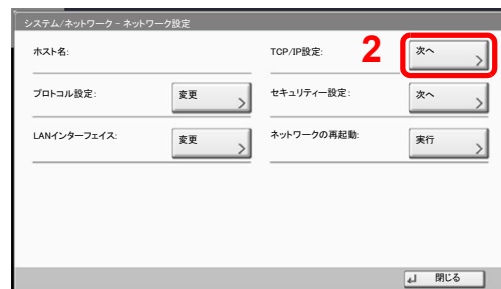 システム/ネットワーク - ネットワーク設定
ホスト名:
TCP/IP設定: 2 次へ
プロトコル設定: 変更
セキュリティー設定: 次へ
LANインターフェイス: 変更
ネットワークの再起動: 実行
閉じる